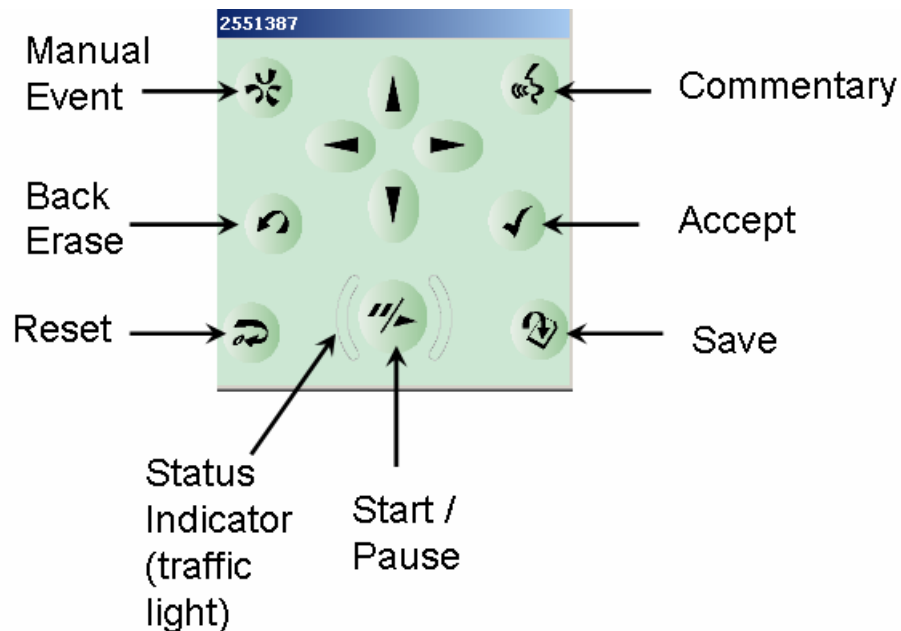 2551387
Manual
Event
Commentary
Back
Erase
Accept
Reset
Save
Status
Indicator
(traffic
light)
Start /
Pause